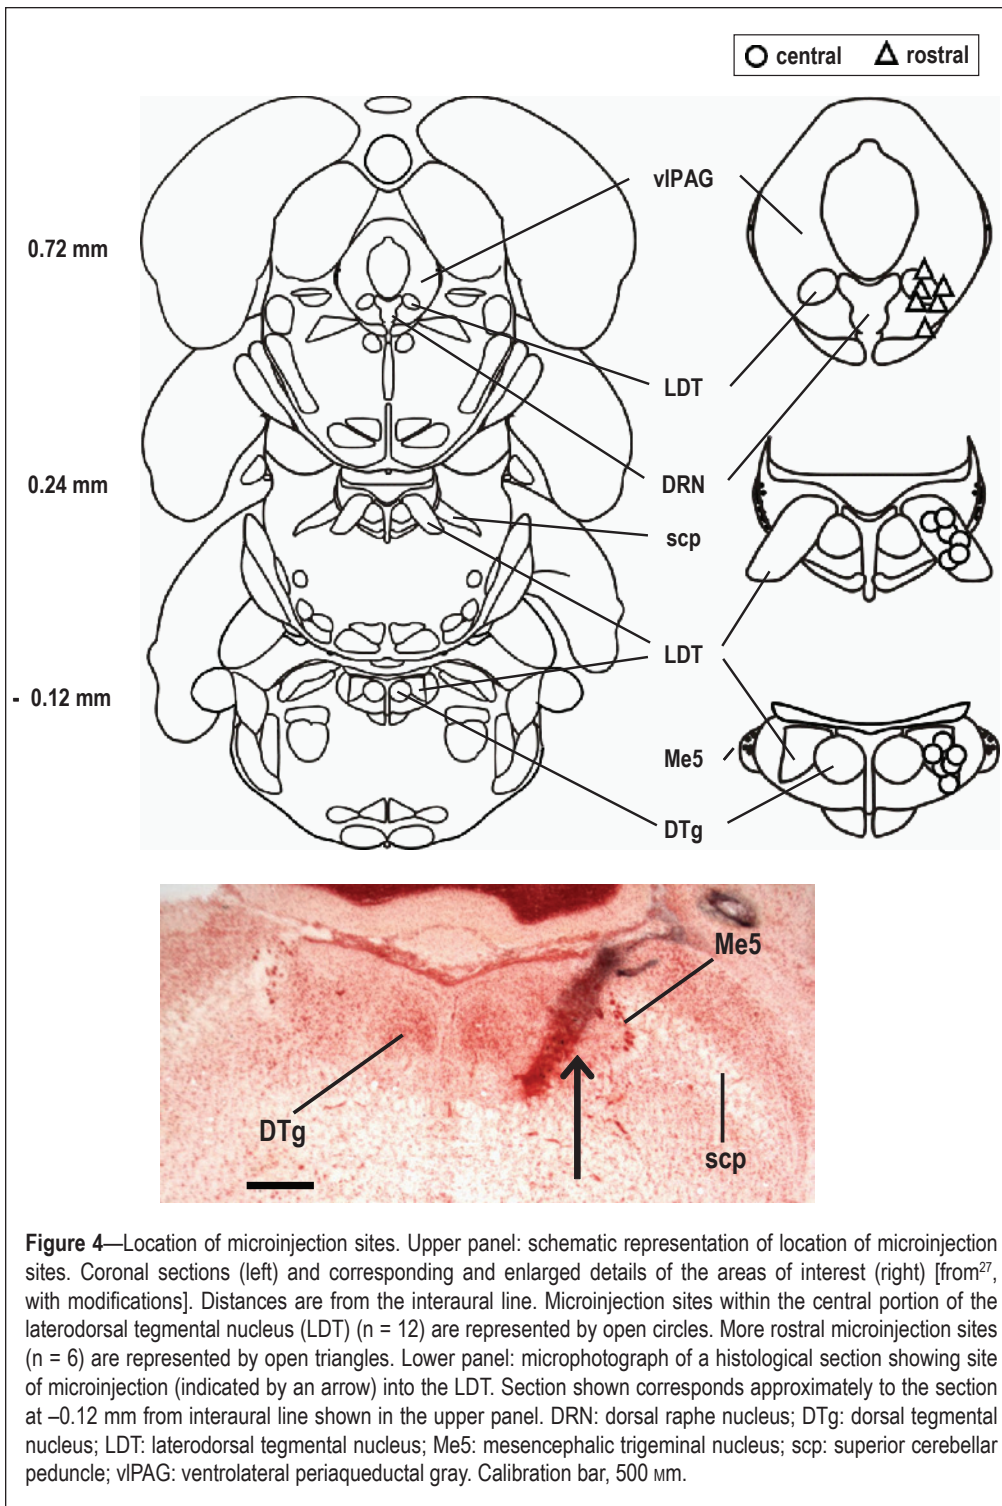 central rostral
vlPAG
0.72 mm
LDT
0.24 mm
DRN
scp
LDT
- 0.12 mm
Me5
DTg
Me5
DTg
scp
Figure 4—Location of microinjection sites. Upper panel: schematic representation of location of microinjection
sites. Coronal sections (left) and corresponding and enlarged details of the areas of interest (right) [from27,
with modifications]. Distances are from the interaural line. Microinjection sites within the central portion of the
laterodorsal tegmental nucleus (LDT) (n = 12) are represented by open circles. More rostral microinjection sites
(n = 6) are represented by open triangles. Lower panel: microphotograph of a histological section showing site
of microinjection (indicated by an arrow) into the LDT. Section shown corresponds approximately to the section
at –0.12 mm from interaural line shown in the upper panel. DRN: dorsal raphe nucleus; DTg: dorsal tegmental
nucleus; LDT: laterodorsal tegmental nucleus; Me5: mesencephalic trigeminal nucleus; scp: superior cerebellar
peduncle; vlPAG: ventrolateral periaqueductal gray. Calibration bar, 500 мm.